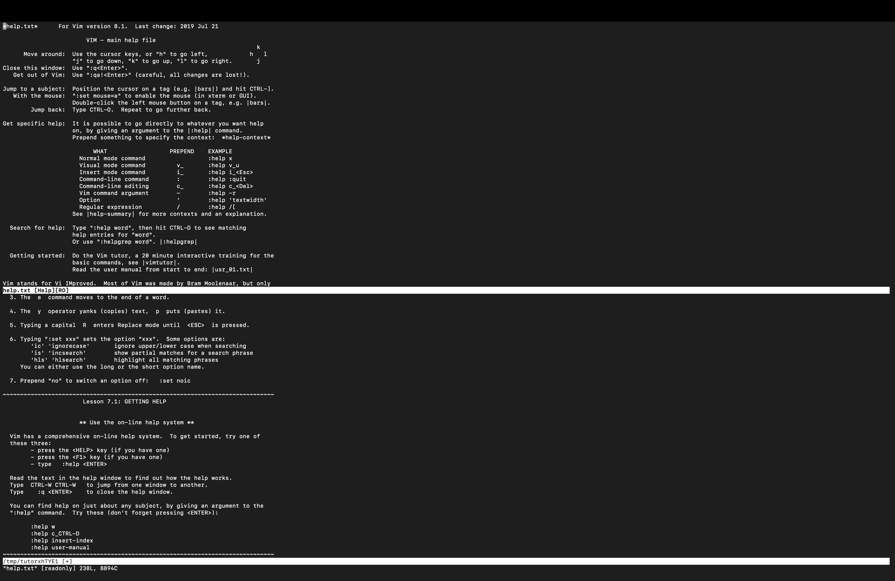 *help.txt*      For Vim version 8.1.  Last change: 2019 Jul 21
VIM - main help file
k
Move around:  Use the cursor keys, or "h" to go left,            h   l
"j" to go down, "k" to go up, "l" to go right.        j
Close this window:  Use ":q<Enter>".
Get out of Vim:  Use ":qa!<Enter>" (careful, all changes are lost!).
Jump to a subject:  Position the cursor on a tag (e.g. |bars|) and hit CTRL-].
With the mouse:  ":set mouse=a" to enable the mouse (in xterm or GUI).
Double-click the left mouse button on a tag, e.g. |bars|.
Jump back:  Type CTRL-O.  Repeat to go further back.
Get specific help:  It is possible to go directly to whatever you want help
on, by giving an argument to the |:help| command.
Prepend something to specify the context:  *help-context*
WHAT                  PREPEND    EXAMPLE
Normal mode command                  :help x
Visual mode command         v_       :help v_u
Insert mode command         i_       :help i_<Esc>
Command-line command        :        :help :quit
Command-line editing        c_       :help c_<Del>
Vim command argument        -        :help -r
Option                      '        :help 'textwidth'
Regular expression          /        :help /[
See |help-summary| for more contexts and an explanation.
Search for help:  Type ":help word", then hit CTRL-D to see matching
help entries for "word".
Or use ":helpgrep word". |:helpgrep|
Getting started:  Do the Vim tutor, a 20 minute interactive training for the
basic commands, see |vimtutor|.
Read the user manual from start to end: |usr_01.txt|
Vim stands for Vi IMproved.  Most of Vim was made by Bram Moolenaar, but only
help.txt [Help][RO]
3. The  e  command moves to the end of a word.
4. The  y  operator yanks (copies) text,  p  puts (pastes) it.
5. Typing a capital  R  enters Replace mode until  <ESC>  is pressed.
6. Typing ":set xxx" sets the option "xxx".  Some options are:
'ic' 'ignorecase'       ignore upper/lower case when searching
'is' 'incsearch'        show partial matches for a search phrase
'hls' 'hlsearch'        highlight all matching phrases
You can either use the long or the short option name.
7. Prepend "no" to switch an option off:   :set noic
~~~~~~~~~~~~~~~~~~~~~~~~~~~~~~~~~~~~~~~~~~~~~~~~~~~~~~~~~~~~~~~~~~~~~~~~~~~~~~
Lesson 7.1: GETTING HELP
** Use the on-line help system **
Vim has a comprehensive on-line help system.  To get started, try one of
these three:
- press the <HELP> key (if you have one)
- press the <F1> key (if you have one)
- type   :help <ENTER>
Read the text in the help window to find out how the help works.
Type  CTRL-W CTRL-W   to jump from one window to another.
Type    :q <ENTER>    to close the help window.
You can find help on just about any subject, by giving an argument to the
":help" command.  Try these (don't forget pressing <ENTER>):
:help w
:help c_CTRL-D
:help insert-index
:help user-manual
~~~~~~~~~~~~~~~~~~~~~~~~~~~~~~~~~~~~~~~~~~~~~~~~~~~~~~~~~~~~~~~~~~~~~~~~~~~~~~
/tmp/tutorxhTYE1 [+]
"help.txt" [readonly] 238L, 8894C